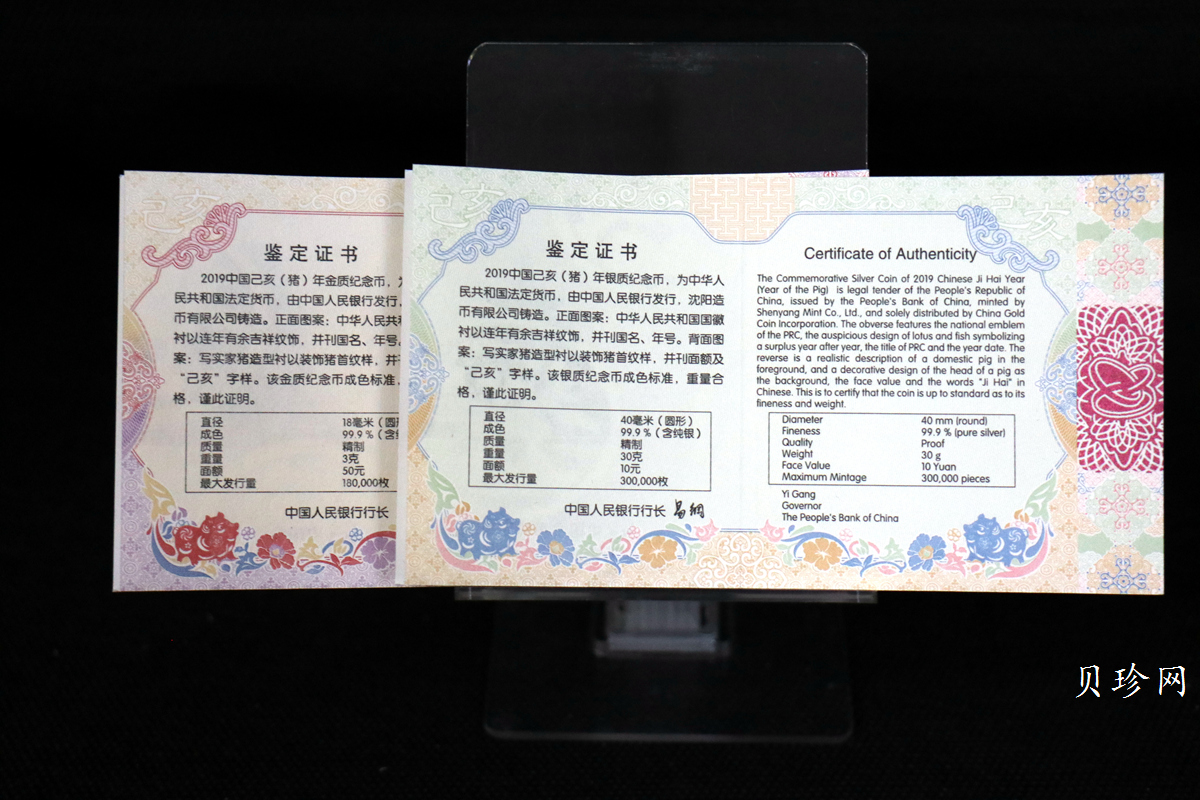 己亥
鉴定证书
2019中国己亥（猪）年金质纪念币，
民共和国法定货币，由中国人民银行发行，
币有限公司铸造。正面图案：中华人民共和
衬以连年有余吉祥纹饰，并刊国名、年号。
案：写实家猪造型衬以装饰猪首纹样，并刊
“己亥”字样。该金质纪念币成色标准，
格，谨此证明。
直径 18毫米（圆形
成色 99.9％（含纯
质量 精制
重量 3克
面额 50元
最大发行量 180,000枚
中国人民银行行长
己亥
鉴定证书
2019中国己亥（猪）年银质纪念币，为中华人
民共和国法定货币，由中国人民银行发行，沈阳造
币有限公司铸造。正面图案：中华人民共和国国徽
衬以连年有余吉祥纹饰，并刊国名、年号。背面图
案：写实家猪造型衬以装饰猪首纹样，并刊面额及
“己亥”字样。该银质纪念币成色标准，重量合
格，谨此证明。
直径 40毫米（圆形）
成色 99.9％（含纯银）
质量 精制
重量 30克
面额 10元
最大发行量 300,000枚
中国人民银行行长 易纲
己亥
Certificate of Authenticity
The Commemorative Silver Coin of 2019 Chinese Ji Hai Year
(Year of the Pig) is legal tender of the People's Republic of
China, issued by the People's Bank of China, minted by
Shenyang Mint Co., Ltd., and solely distributed by China Gold
Coin Incorporation. The obverse features the national emblem
of the PRC, the auspicious design of lotus and fish symbolizing
a surplus year after year, the title of PRC and the year date. The
reverse is a realistic description of a domestic pig in the
foreground, and a decorative design of the head of a pig as
the background, the face value and the words "Ji Hai" in
Chinese. This is to certify that the coin is up to standard as to its
fineness and weight.
Diameter 40 mm (round)
Fineness 99.9 % (pure silver)
Quality Proof
Weight 30 g
Face Value 10 Yuan
Maximum Mintage 300,000 pieces
Yi Gang
Governor
The People's Bank of China
贝珍网